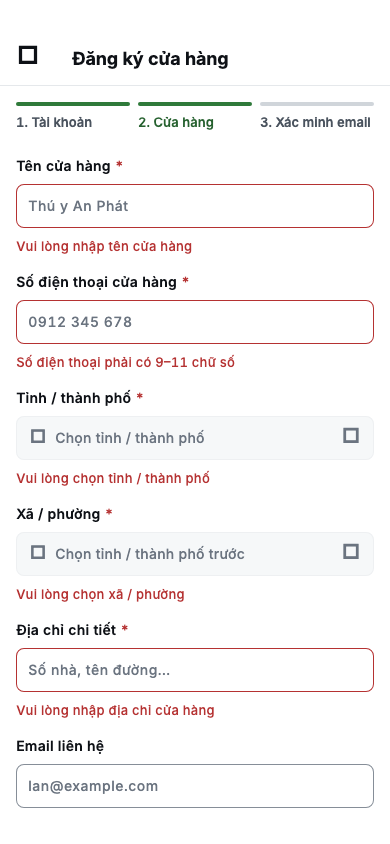 Đăng ký cửa hàng
1. Tài khoản
2. Cửa hàng
3. Xác minh email
Tên cửa hàng *
Thú y An Phát
Vui lòng nhập tên cửa hàng
Số điện thoại cửa hàng *
0912 345 678
Số điện thoại phải có 9–11 chữ số
Tỉnh / thành phố *
Chọn tỉnh / thành phố
Vui lòng chọn tỉnh / thành phố
Xã / phường *
Chọn tỉnh / thành phố trước
Vui lòng chọn xã / phường
Địa chỉ chi tiết *
Số nhà, tên đường...
Vui lòng nhập địa chỉ cửa hàng
Email liên hệ
lan@example.com